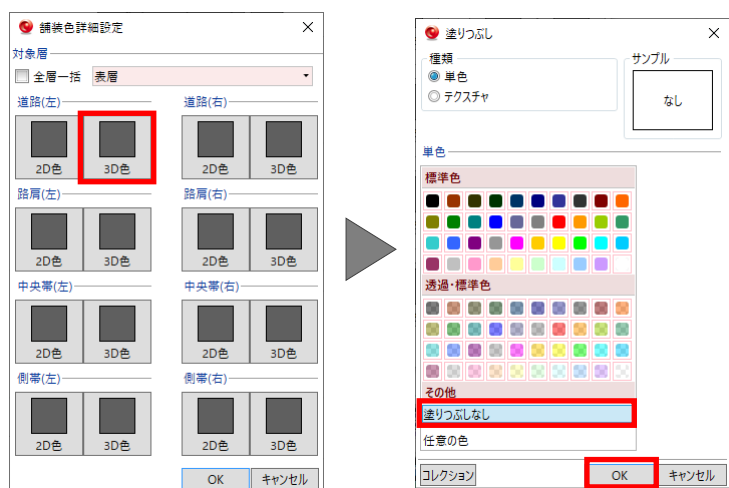 舗装色詳細設定
対象層
全層一括 表層
道路(左) 道路(右)
2D色 3D色 2D色 3D色
路肩(左) 路肩(右)
2D色 3D色 2D色 3D色
中央帯(左) 中央帯(右)
2D色 3D色 2D色 3D色
側帯(左) 側帯(右)
2D色 3D色 2D色 3D色
OK キャンセル
塗りつぶし
種類 サンプル
単色
テクスチャ
なし
単色
標準色
透過・標準色
その他
塗りつぶしなし
任意の色
コレクション OK キャンセル